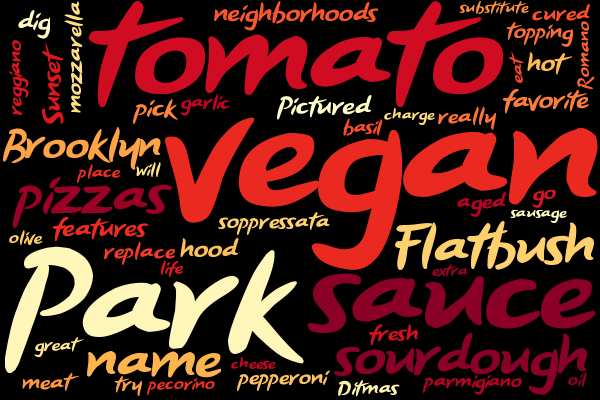 dig
mozzarella
reggiano
Sunset
tomato
neighborhoods
substitute
cured
topping
Romano
eat
hot
favorite
pick
garlic
Pictured
charge
really
basil
Brooklyn
place
will
vegan
pizzas
aged
go
sausage
features
soppressata
olive
replace
hood
life
Flatbush
extra
Park
sauce
great
name
fresh
sourdough
meat
try
pecorino
cheese
pepperoni
Ditmas
parmigiano
oil